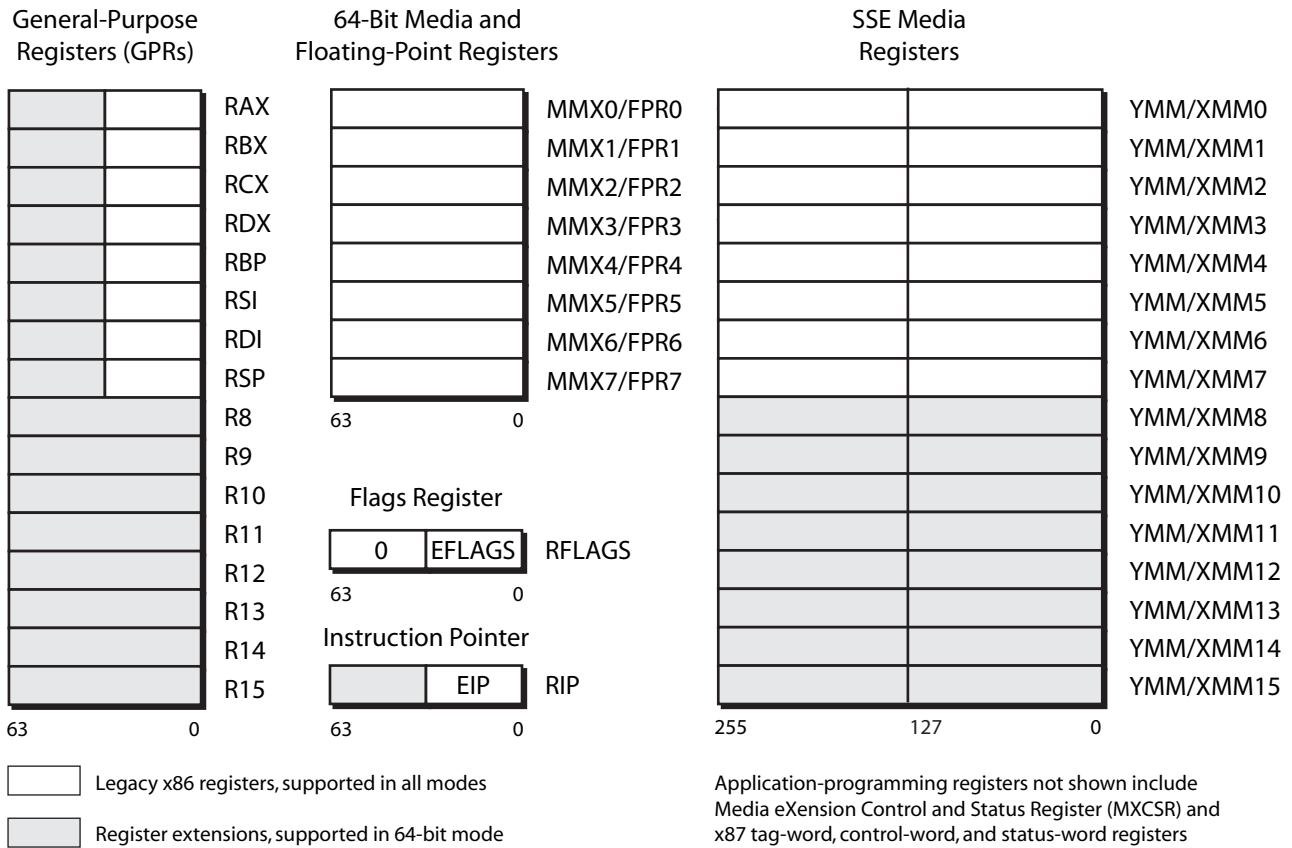 General-Purpose
Registers (GPRs)
64-Bit Media and
Floating-Point Registers
SSE Media
Registers
RAX
RBX
RCX
RDX
RBP
RSI
RDI
RSP
R8
R9
R10
R11
R12
R13
R14
R15
63 0
MMX0/FPR0
MMX1/FPR1
MMX2/FPR2
MMX3/FPR3
MMX4/FPR4
MMX5/FPR5
MMX6/FPR6
MMX7/FPR7
63 0
Flags Register
0 EFLAGS RFLAGS
63 0
Instruction Pointer
EIP RIP
63 0
YMM/XMM0
YMM/XMM1
YMM/XMM2
YMM/XMM3
YMM/XMM4
YMM/XMM5
YMM/XMM6
YMM/XMM7
YMM/XMM8
YMM/XMM9
YMM/XMM10
YMM/XMM11
YMM/XMM12
YMM/XMM13
YMM/XMM14
YMM/XMM15
255 127 0
Legacy x86 registers, supported in all modes
Register extensions, supported in 64-bit mode
Application-programming registers not shown include
Media eXension Control and Status Register (MXCSR) and
x87 tag-word, control-word, and status-word registers